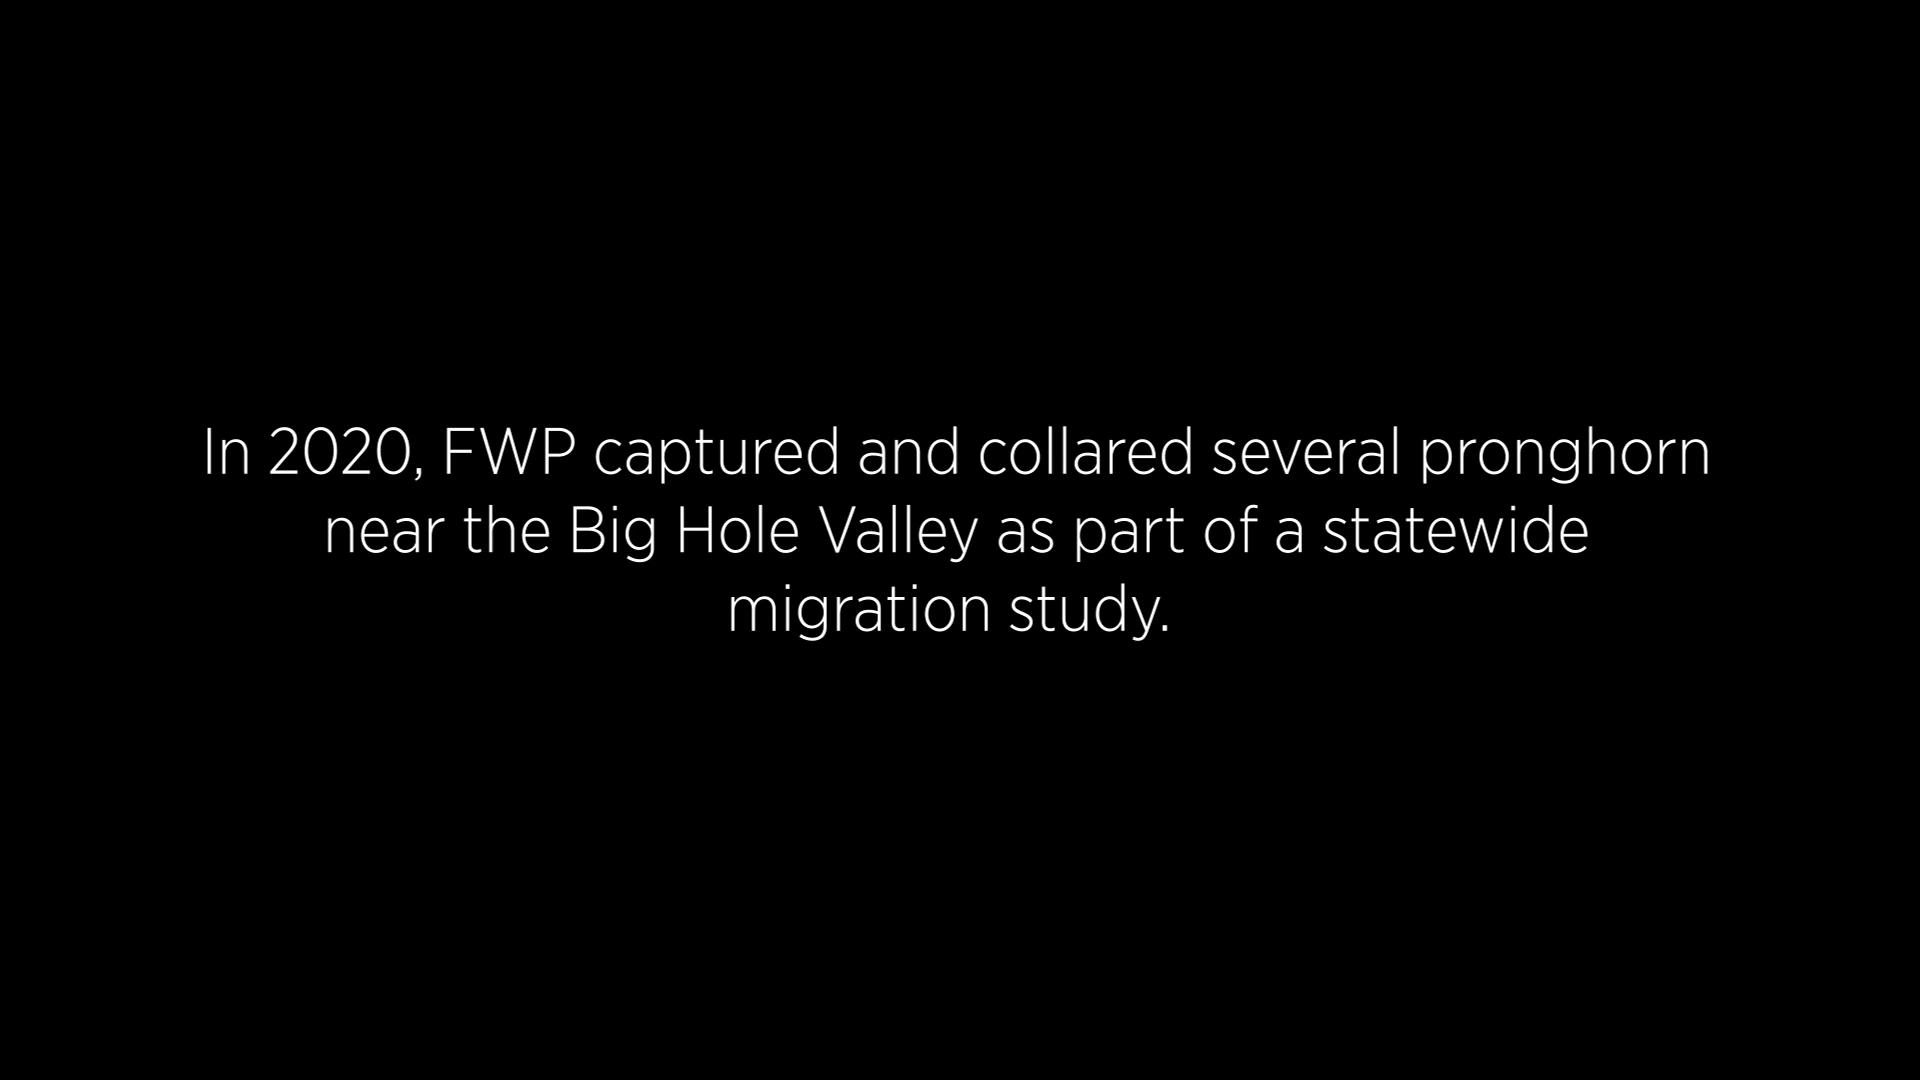 In 2020, FWP captured and collared several pronghorn
near the Big Hole Valley as part of a statewide
migration study.